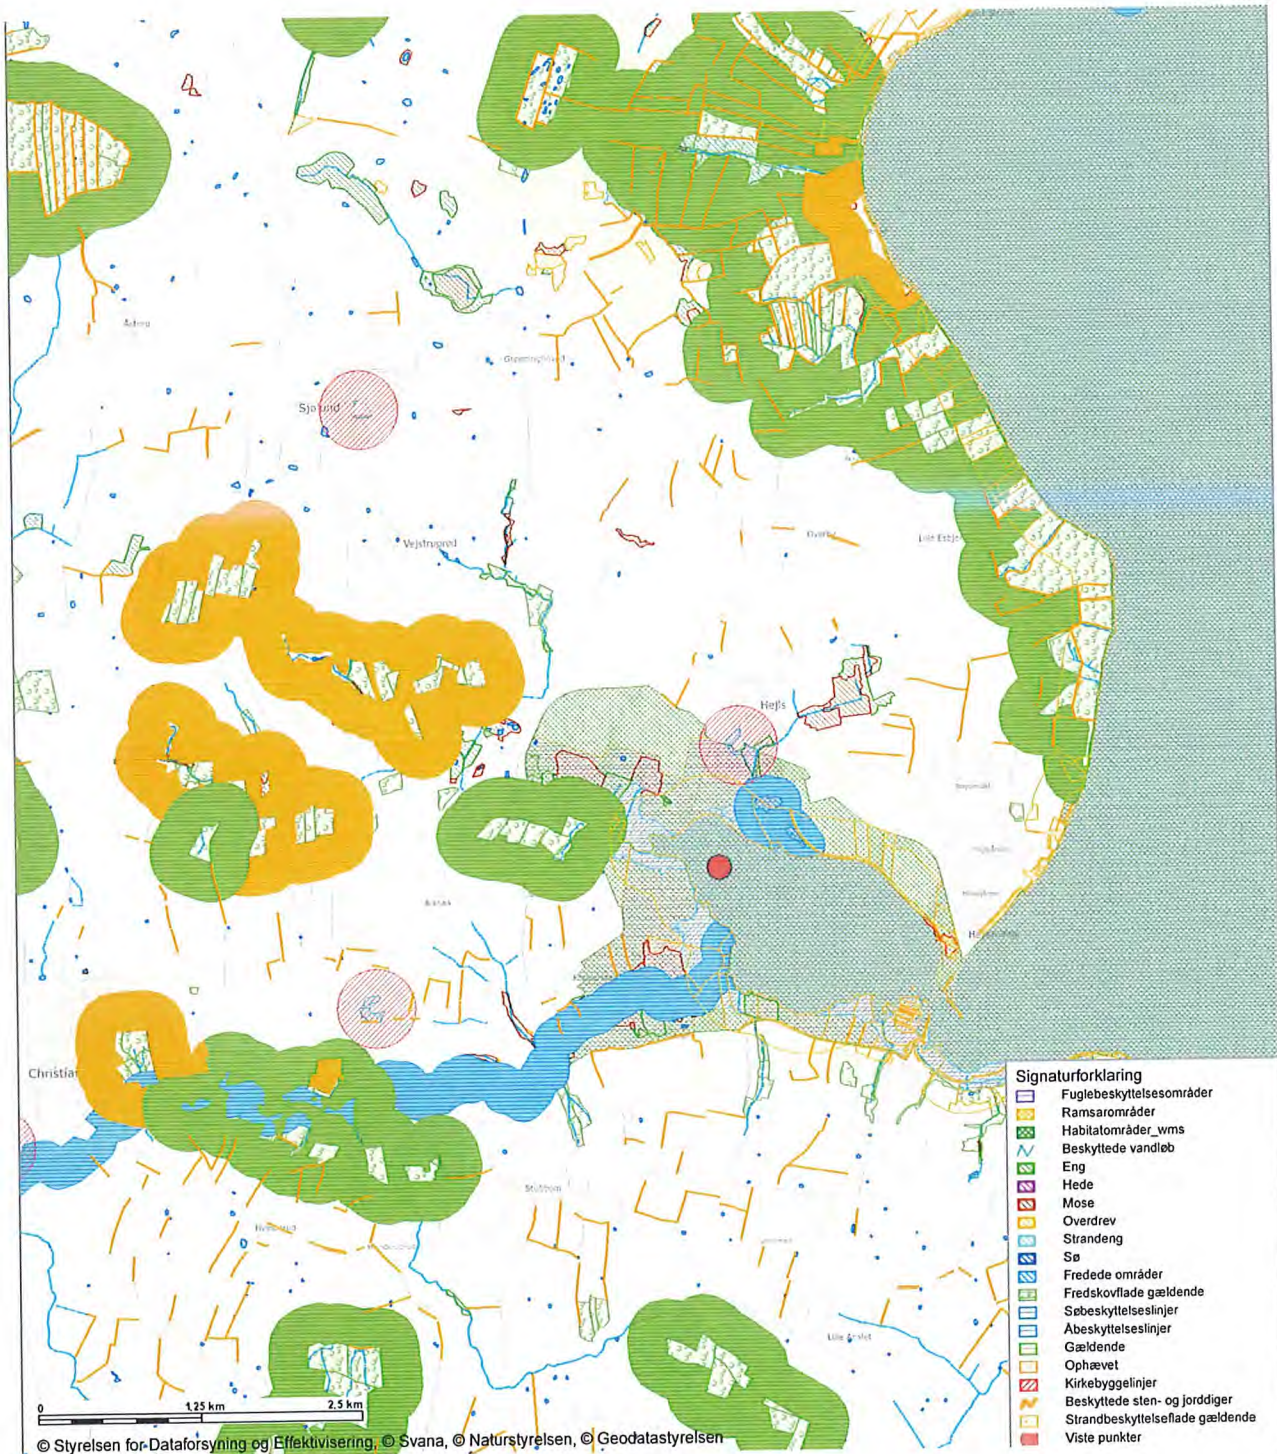 Sjølund
Grønninghoved
Vejstruprød
Hejls
Christian
Signaturforklaring
Fuglebeskyttelsesområder
Ramsarområder
Habitatområder_wms
Beskyttede vandløb
Eng
Hede
Mose
Overdrev
Strandeng
Sø
Fredede områder
Fredskovflade gældende
Søbeskyttelseslinjer
Åbeskyttelseslinjer
Gældende
Ophævet
Kirkebyggelinjer
Beskyttede sten- og jorddiger
Strandbeskyttelseflade gældende
Viste punkter
0 1,25 km 2,5 km
© Styrelsen for Dataforsyning og Effektivisering, © Svana, © Naturstyrelsen, © Geodatastyrelsen